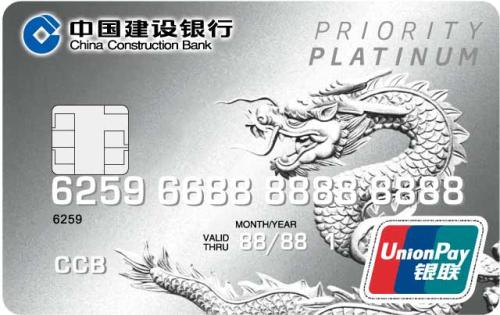 中国建设银行
China Construction Bank
PRIORITY
PLATINUM
6259 6688 8888 8888
6259
MONTH/YEAR
VALID THRU 88/88 1
CCB
UnionPay
银联